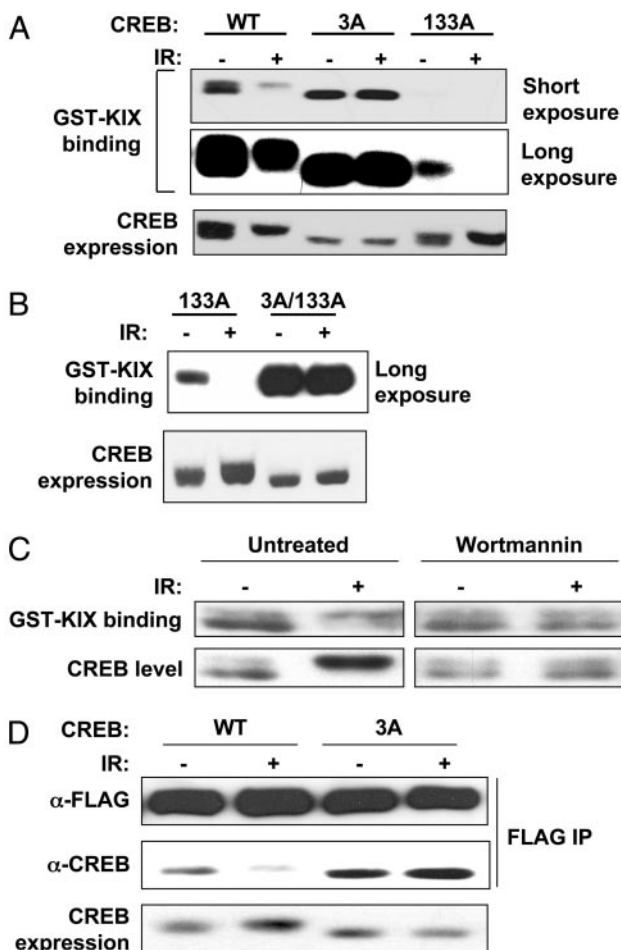 A
CREB: WT 3A 133A
IR: - + - + - +
GST-KIX binding
Short exposure
Long exposure
CREB expression
B
133A 3A/133A
IR: - + - +
GST-KIX binding
Long exposure
CREB expression
C
Untreated Wortmannin
IR: - + - +
GST-KIX binding
CREB level
D
CREB: WT 3A
IR: - + - +
α-FLAG
FLAG IP
α-CREB
CREB expression